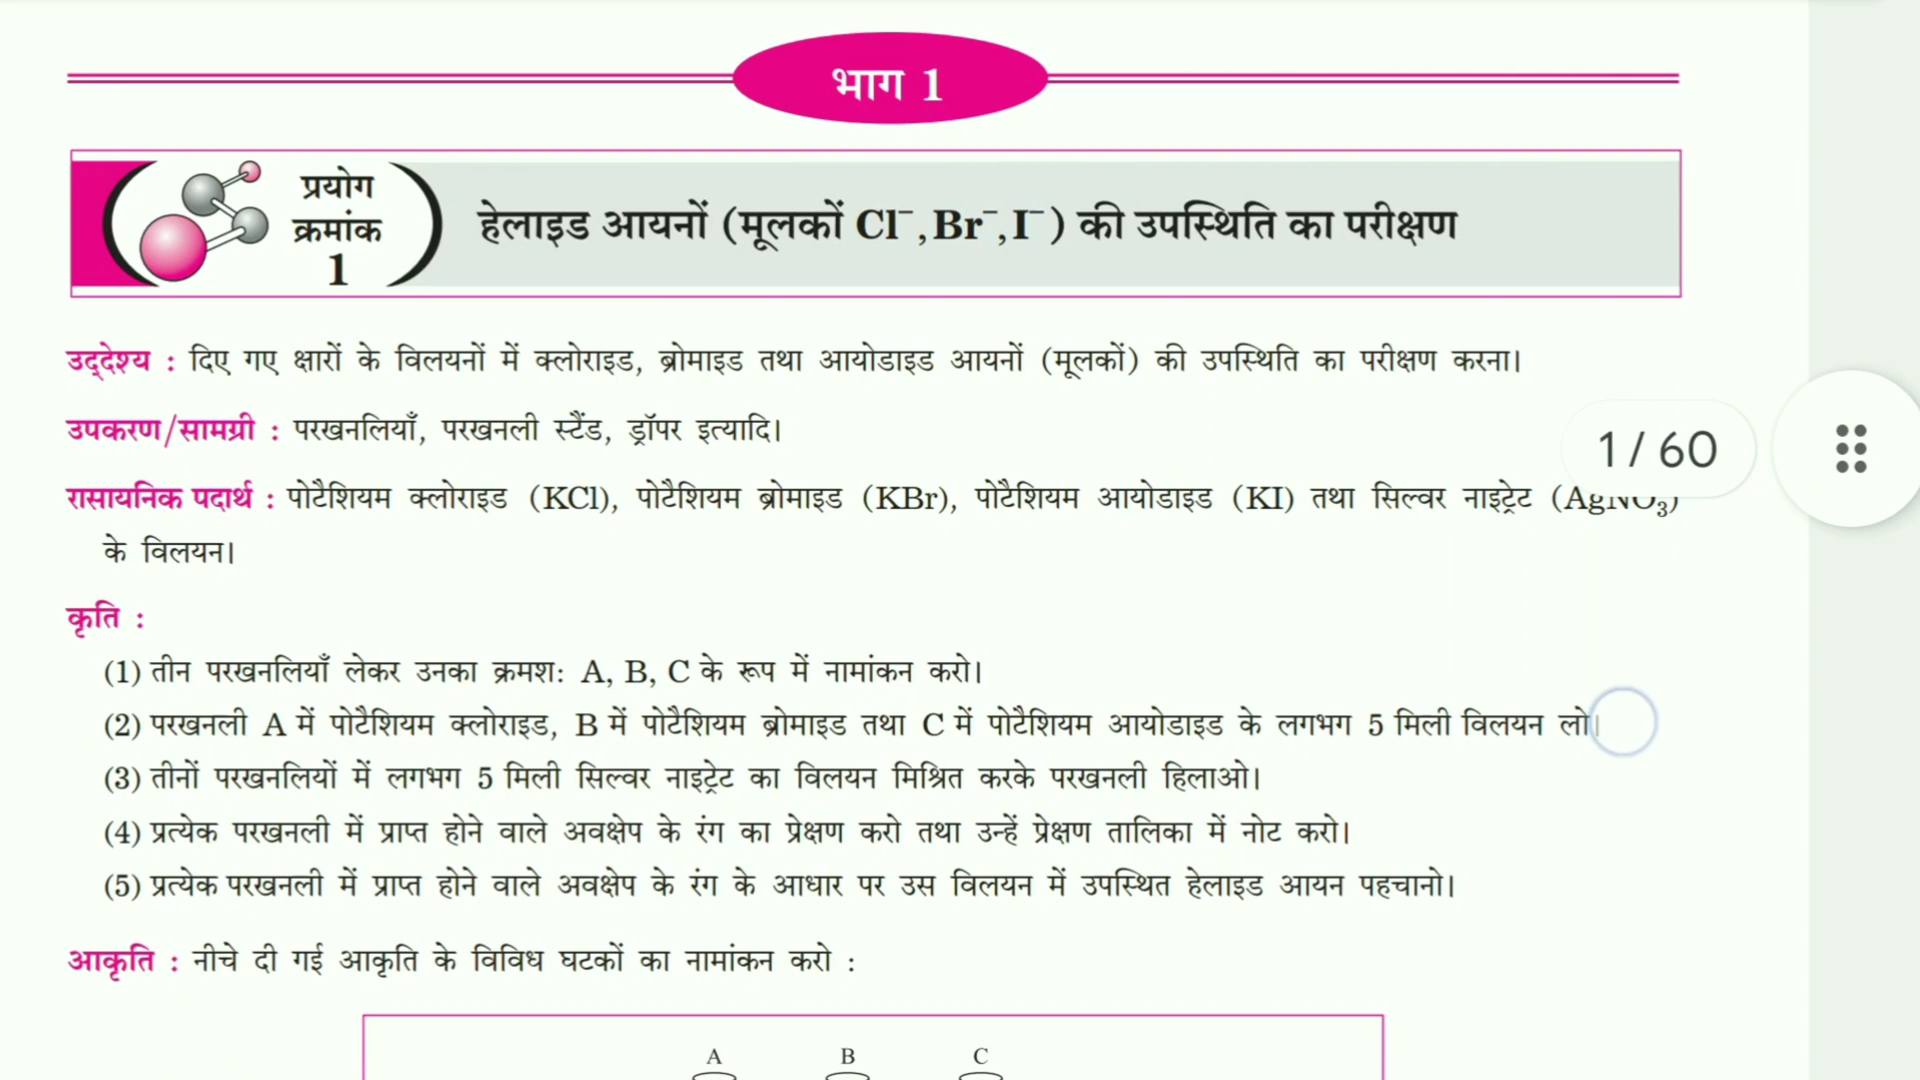 भाग 1
प्रयोग
क्रमांक
1
हेलाइड आयनों (मूलकों Cl⁻, Br⁻, I⁻) की उपस्थिति का परीक्षण
उद्‌देश्य : दिए गए क्षारों के विलयनों में क्लोराइड, ब्रोमाइड तथा आयोडाइड आयनों (मूलकों) की उपस्थिति का परीक्षण करना।
उपकरण/सामग्री : परखनलियाँ, परखनली स्टैंड, ड्रॉपर इत्यादि।
1 / 60
रासायनिक पदार्थ : पोटैशियम क्लोराइड (KCl), पोटैशियम ब्रोमाइड (KBr), पोटैशियम आयोडाइड (KI) तथा सिल्वर नाइट्रेट (AgNO₃)
के विलयन।
कृति :
(1) तीन परखनलियाँ लेकर उनका क्रमश: A, B, C के रूप में नामांकन करो।
(2) परखनली A में पोटैशियम क्लोराइड, B में पोटैशियम ब्रोमाइड तथा C में पोटैशियम आयोडाइड के लगभग 5 मिली विलयन लो।
(3) तीनों परखनलियों में लगभग 5 मिली सिल्वर नाइट्रेट का विलयन मिश्रित करके परखनली हिलाओ।
(4) प्रत्येक परखनली में प्राप्त होने वाले अवक्षेप के रंग का प्रेक्षण करो तथा उन्हें प्रेक्षण तालिका में नोट करो।
(5) प्रत्येक परखनली में प्राप्त होने वाले अवक्षेप के रंग के आधार पर उस विलयन में उपस्थित हेलाइड आयन पहचानो।
आकृति : नीचे दी गई आकृति के विविध घटकों का नामांकन करो :
A B C